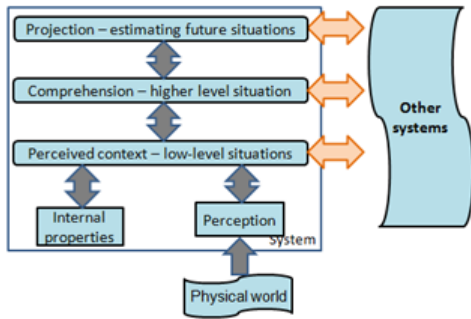 Projection – estimating future situations
Comprehension – higher level situation
Perceived context – low-level situations
Other
systems
Internal
properties
Perception
System
Physical world